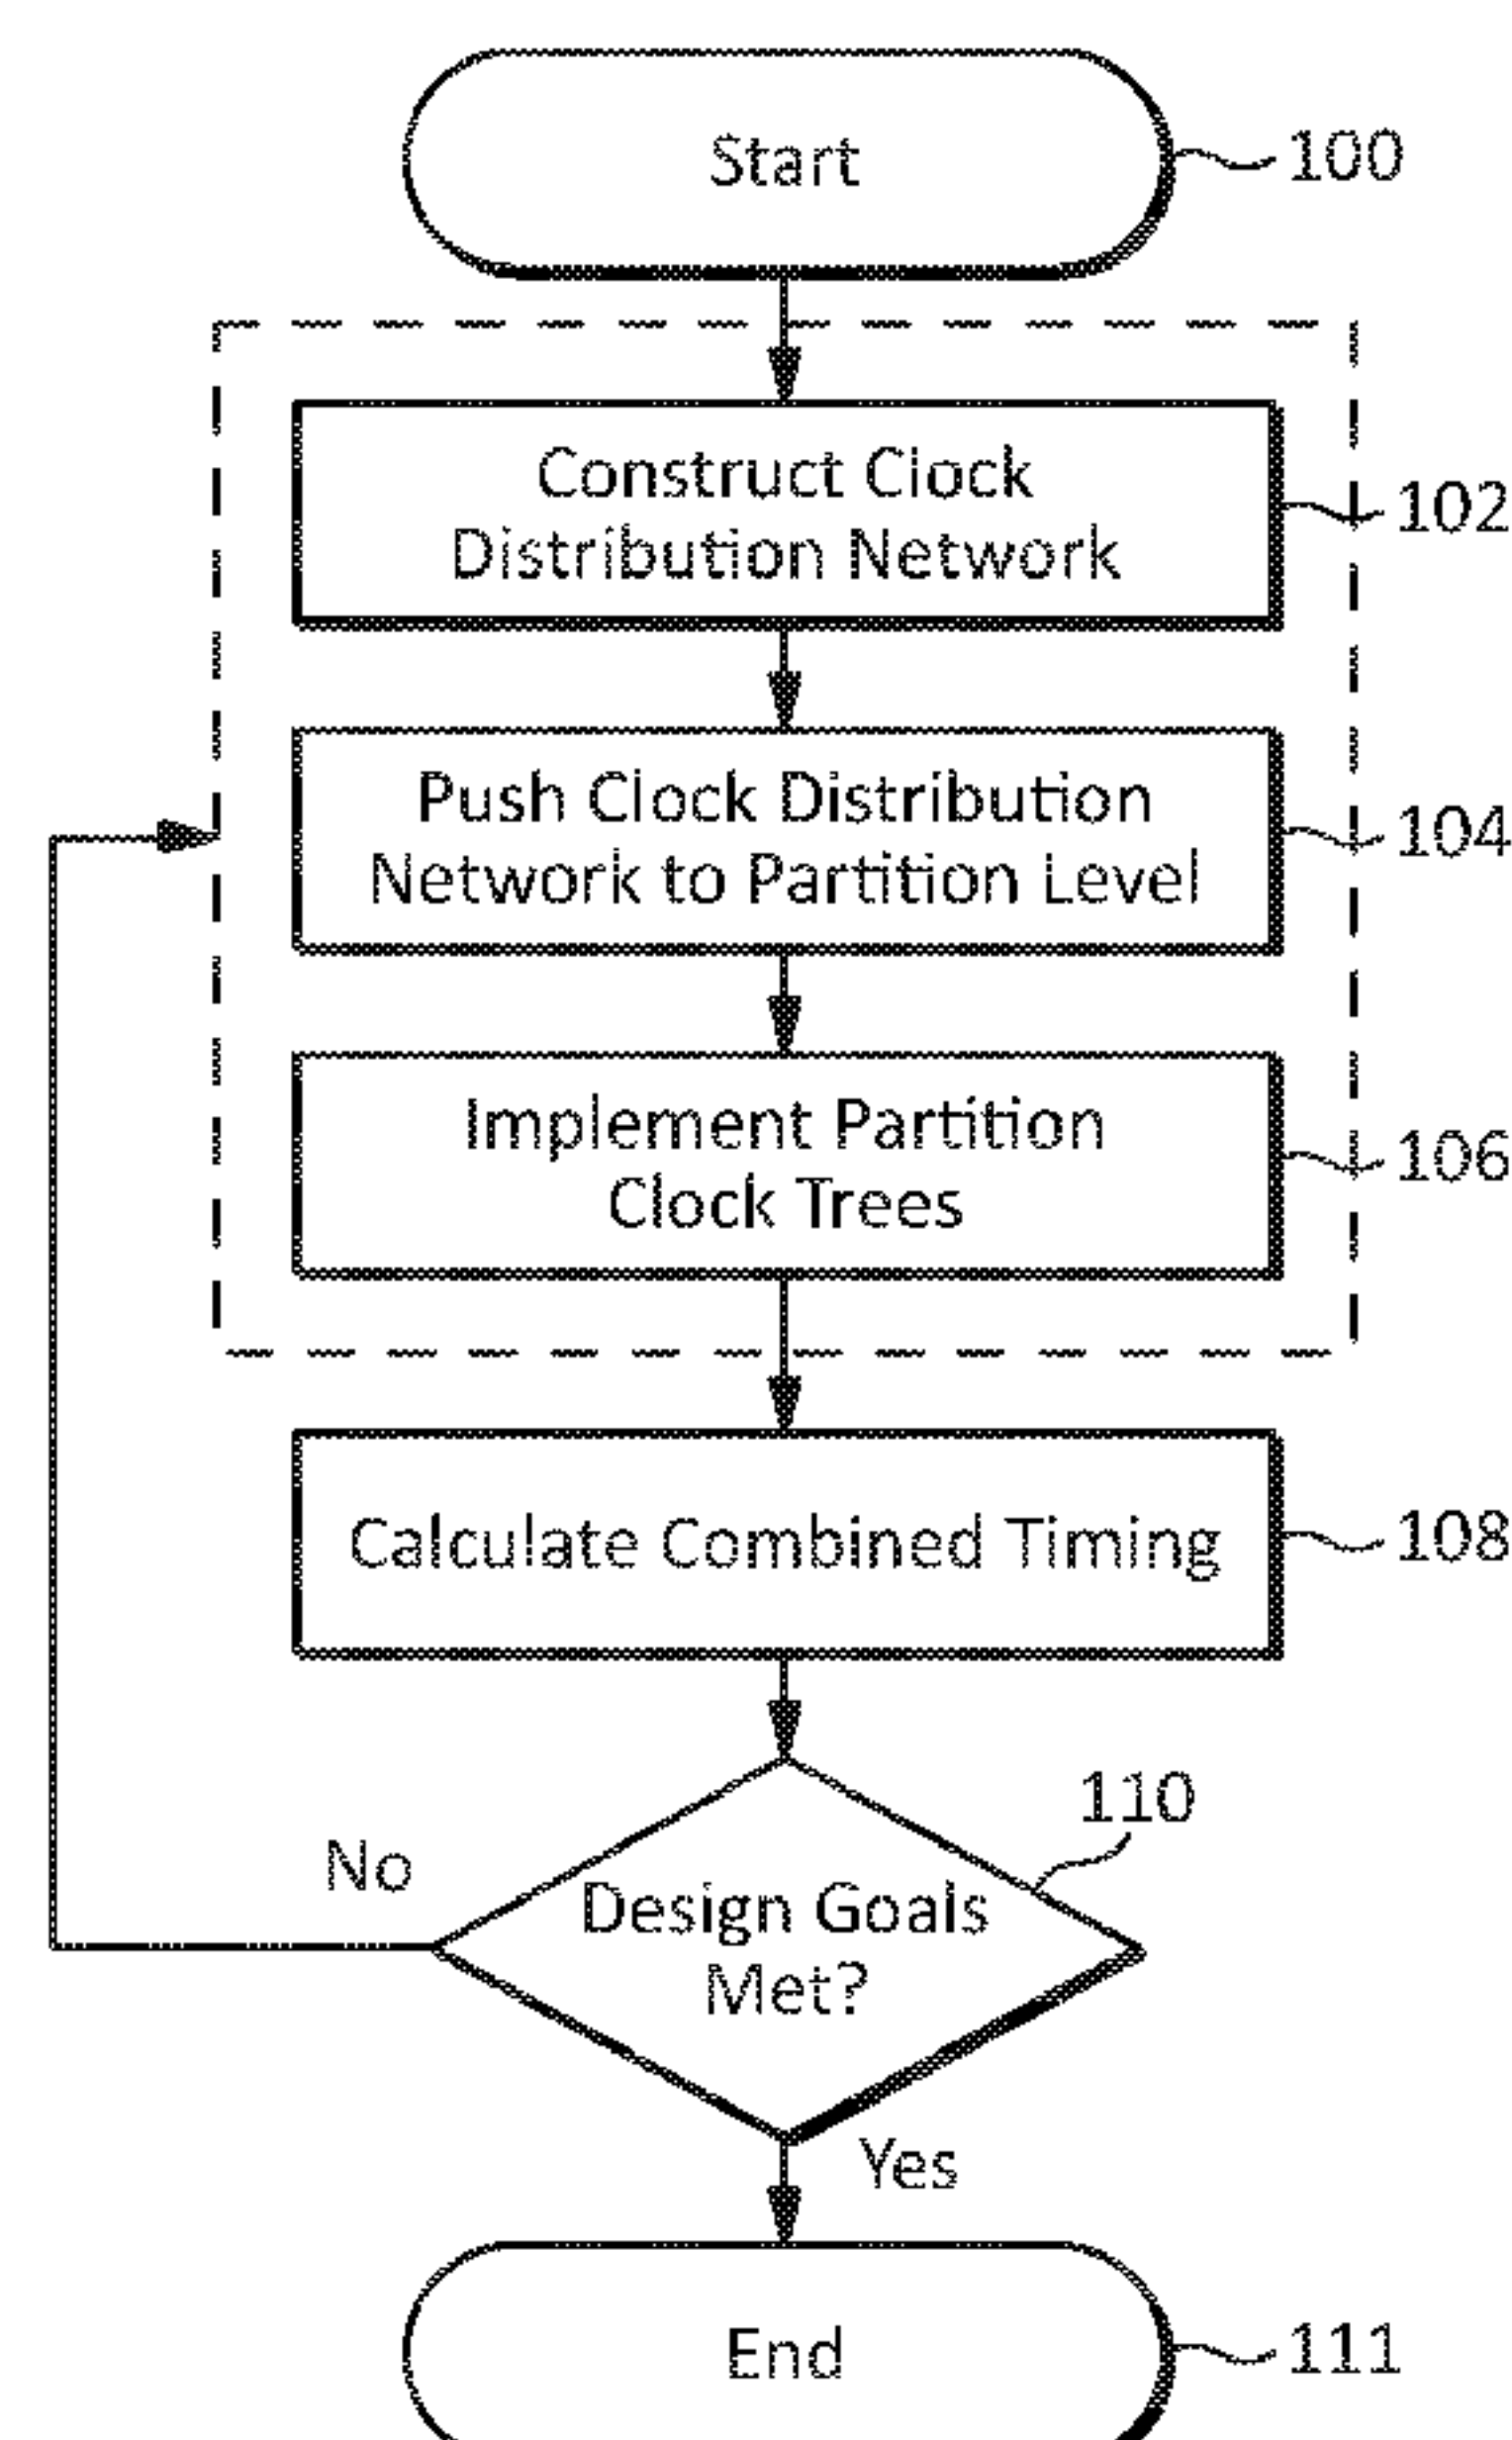 Start
100
Construct Clock
Distribution Network
102
Push Clock Distribution
Network to Partition Level
104
Implement Partition
Clock Trees
106
Calculate Combined Timing
108
110
No
Design Goals
Met?
Yes
End
111